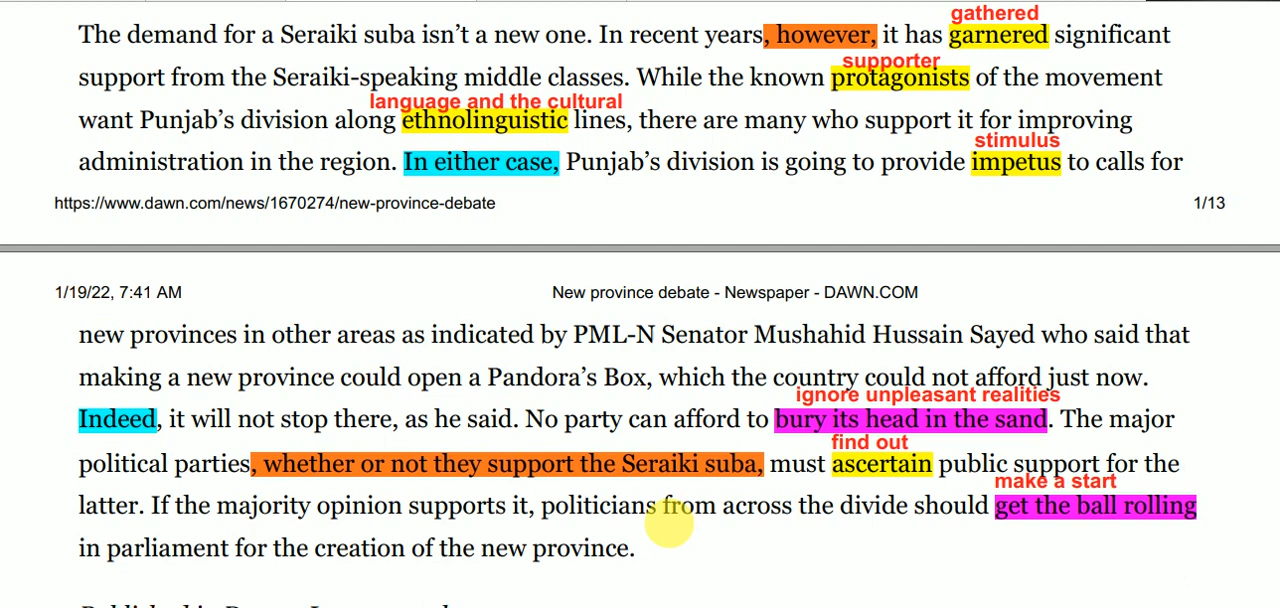 gathered
The demand for a Seraiki suba isn’t a new one. In recent years, however, it has garnered significant
supporter
support from the Seraiki-speaking middle classes. While the known protagonists of the movement
language and the cultural
want Punjab’s division along ethnolinguistic lines, there are many who support it for improving
stimulus
administration in the region. In either case, Punjab’s division is going to provide impetus to calls for
https://www.dawn.com/news/1670274/new-province-debate 1/13
1/19/22, 7:41 AM New province debate - Newspaper - DAWN.COM
new provinces in other areas as indicated by PML-N Senator Mushahid Hussain Sayed who said that
making a new province could open a Pandora’s Box, which the country could not afford just now.
ignore unpleasant realities
Indeed, it will not stop there, as he said. No party can afford to bury its head in the sand. The major
find out
political parties, whether or not they support the Seraiki suba, must ascertain public support for the
make a start
latter. If the majority opinion supports it, politicians from across the divide should get the ball rolling
in parliament for the creation of the new province.